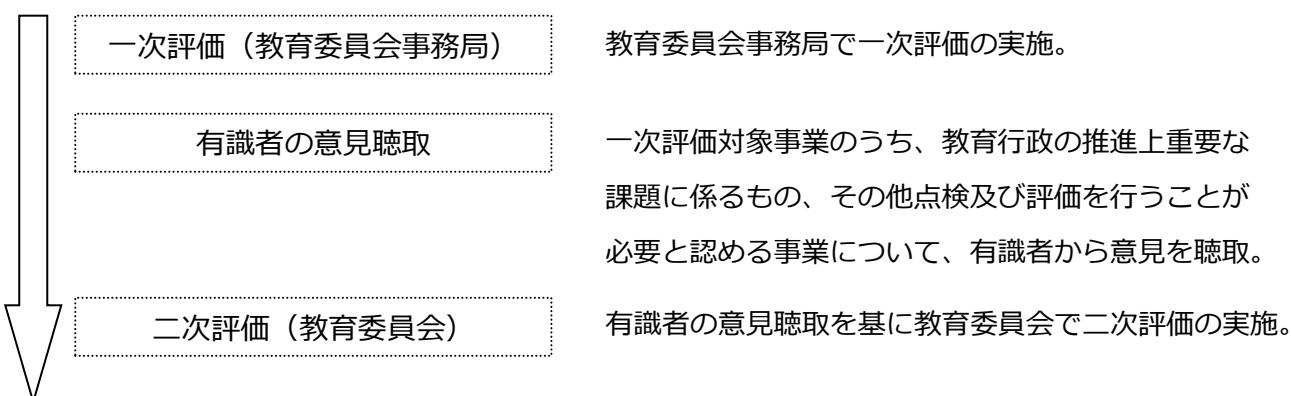 一次評価（教育委員会事務局）
教育委員会事務局で一次評価の実施。
有識者の意見聴取
一次評価対象事業のうち、教育行政の推進上重要な
課題に係るもの、その他点検及び評価を行うことが
必要と認める事業について、有識者から意見を聴取。
二次評価（教育委員会）
有識者の意見聴取を基に教育委員会で二次評価の実施。